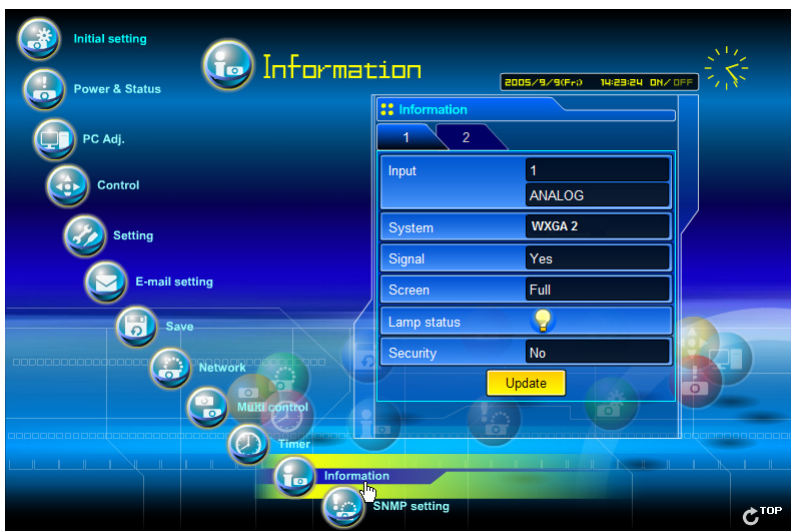 Initial setting
Power & Status
PC Adj.
Control
Setting
E-mail setting
Save
Network
Multi control
Timer
Information
SNMP setting
Information
2005/9/9(Fri) 14:23:24 ON/OFF
Information
1 2
Input 1
ANALOG
System WXGA 2
Signal Yes
Screen Full
Lamp status
Security No
Update
TOP